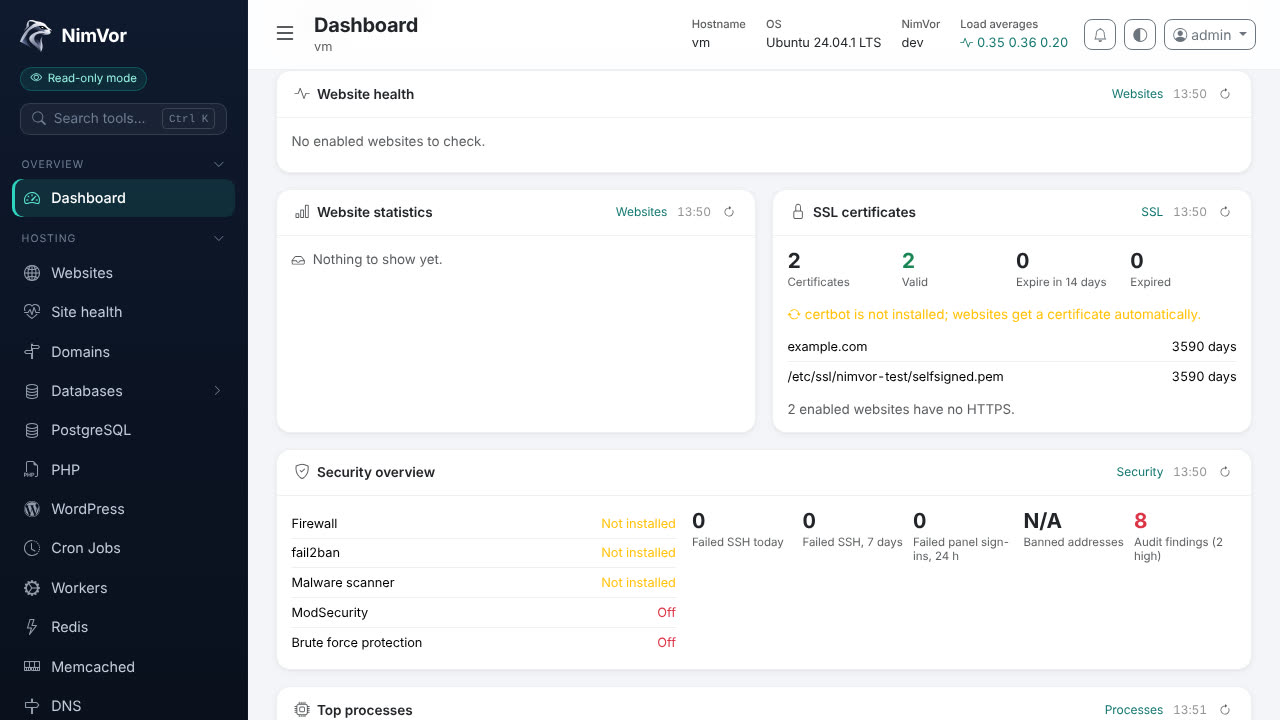 NimVor
Read-only mode
Search tools... Ctrl K
OVERVIEW
Dashboard
HOSTING
Websites
Site health
Domains
Databases
PostgreSQL
PHP
WordPress
Cron Jobs
Workers
Redis
Memcached
DNS
Dashboard
vm
Hostname
vm
OS
Ubuntu 24.04.1 LTS
NimVor
dev
Load averages
0.35 0.36 0.20
admin
Website health
Websites 13:50
No enabled websites to check.
Website statistics
Websites 13:50
Nothing to show yet.
SSL certificates
SSL 13:50
2
Certificates
2
Valid
0
Expire in 14 days
0
Expired
certbot is not installed; websites get a certificate automatically.
example.com 3590 days
/etc/ssl/nimvor-test/selfsigned.pem 3590 days
2 enabled websites have no HTTPS.
Security overview
Security 13:50
Firewall Not installed
fail2ban Not installed
Malware scanner Not installed
ModSecurity Off
Brute force protection Off
0
Failed SSH today
0
Failed SSH, 7 days
0
Failed panel sign-
ins, 24 h
N/A
Banned addresses
8
Audit findings (2
high)
Top processes
Processes 13:51